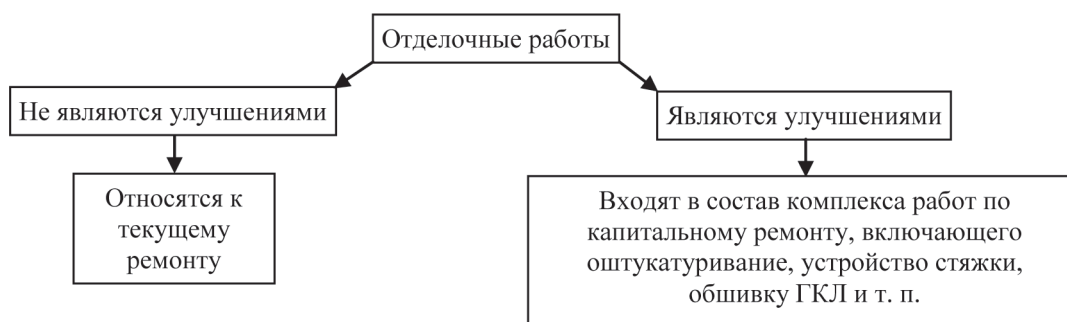 Отделочные работы
Не являются улучшениями
Являются улучшениями
Относятся к
текущему
ремонту
Входят в состав комплекса работ по
капитальному ремонту, включающего
оштукатуривание, устройство стяжки,
обшивку ГКЛ и т. п.